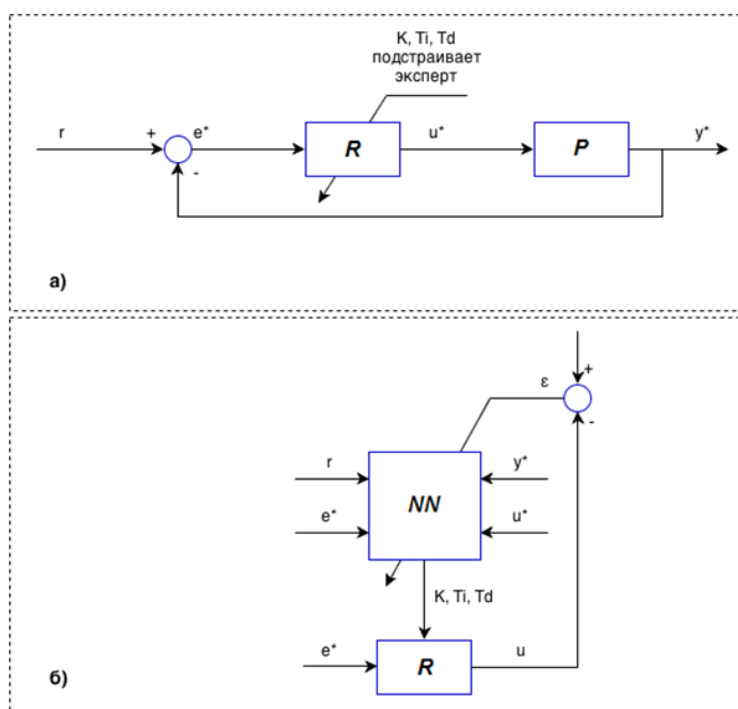 K, Ti, Td
подстраивает
эксперт
r
+
e*
R
u*
P
y*
-
а)
+
ε
-
r
y*
NN
e*
u*
K, Ti, Td
e*
R
u
б)